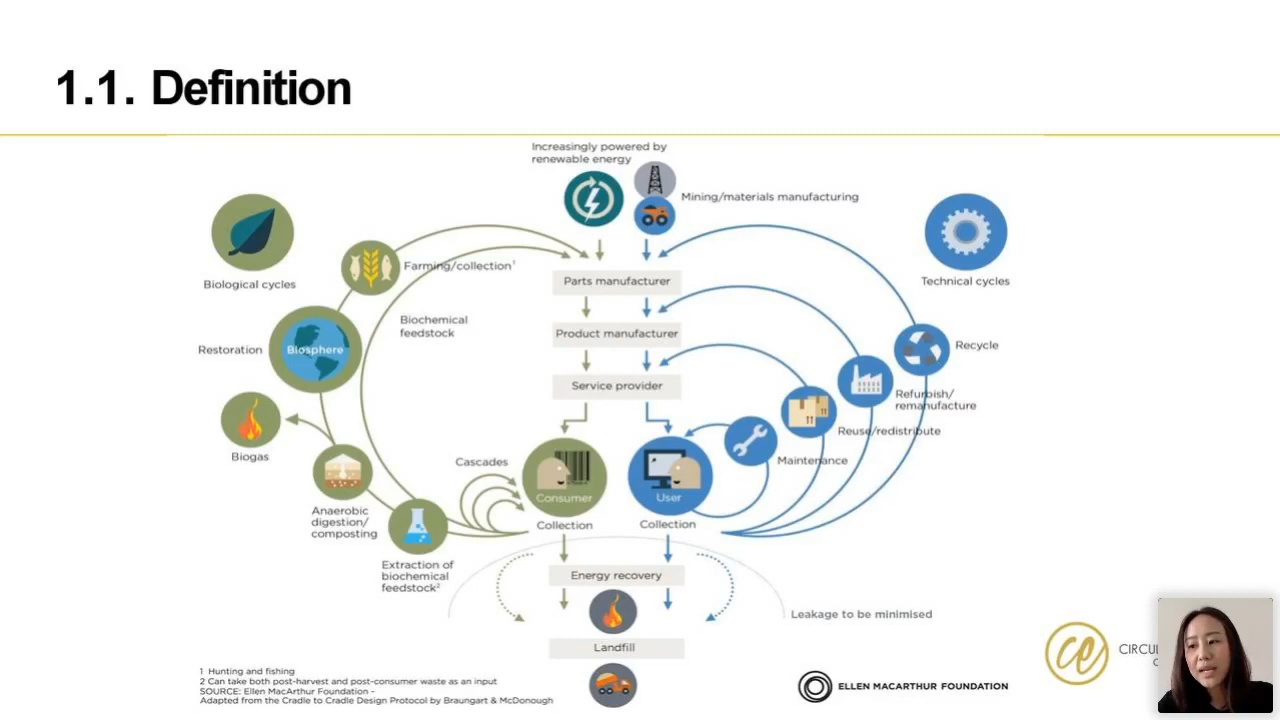 1.1. Definition
Increasingly powered by
renewable energy
Mining/materials manufacturing
Biological cycles
Technical cycles
Farming/collection¹
Parts manufacturer
Biochemical
feedstock
Product manufacturer
Restoration
Biosphere
Recycle
Service provider
Refurbish/
remanufacture
Reuse/redistribute
Biogas
Cascades
Maintenance
Consumer
User
Collection
Collection
Anaerobic
digestion/
composting
Extraction of
biochemical
feedstock²
Energy recovery
Leakage to be minimised
Landfill
1 Hunting and fishing
2 Can take both post-harvest and post-consumer waste as an input
SOURCE: Ellen MacArthur Foundation –
Adapted from the Cradle to Cradle Design Protocol by Braungart & McDonough
ELLEN MACARTHUR FOUNDATION
ce